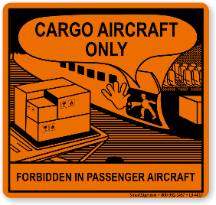 CARGO AIRCRAFT
ONLY
FORBIDDEN IN PASSENGER AIRCRAFT